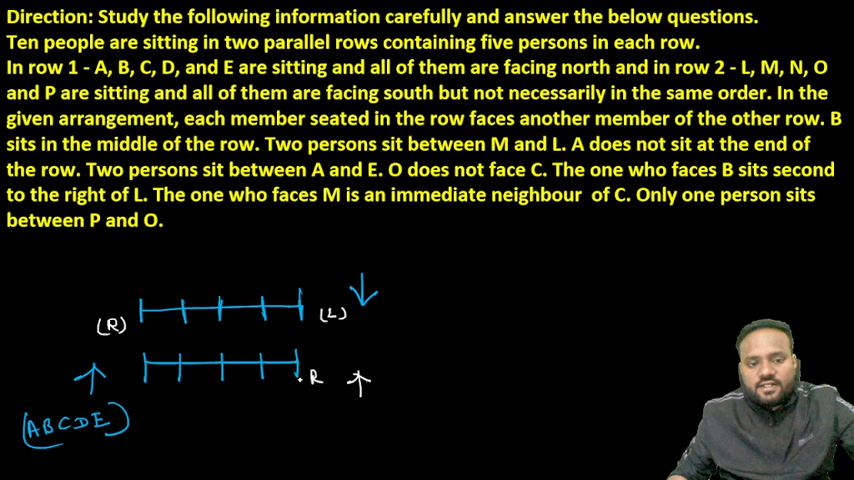 Direction: Study the following information carefully and answer the below questions.
Ten people are sitting in two parallel rows containing five persons in each row.
In row 1 - A, B, C, D, and E are sitting and all of them are facing north and in row 2 - L, M, N, O
and P are sitting and all of them are facing south but not necessarily in the same order. In the
given arrangement, each member seated in the row faces another member of the other row. B
sits in the middle of the row. Two persons sit between M and L. A does not sit at the end of
the row. Two persons sit between A and E. O does not face C. The one who faces B sits second
to the right of L. The one who faces M is an immediate neighbour of C. Only one person sits
between P and O.
(R) (L)
R
(ABCDE)